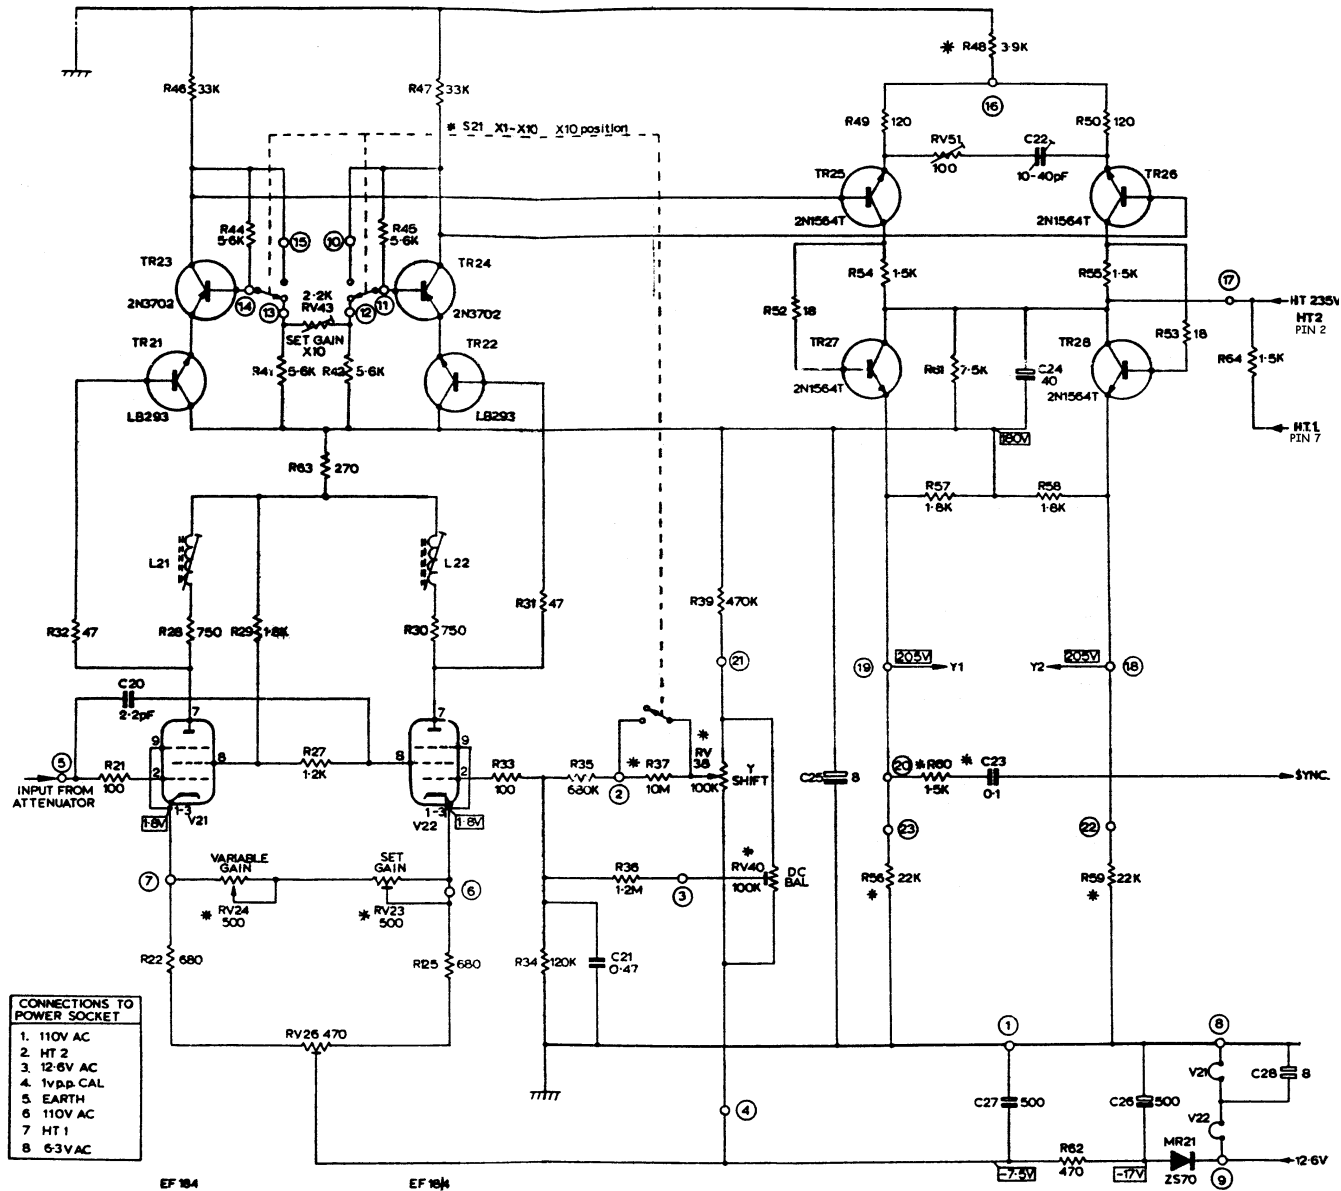 * R48 3.9K
R46 33K
R47 33K
16
R49 120
R50 120
* S21 X1-X10 X10 position
RV51 100
C22 10-40pF
TR25
TR26
2N1564T
2N1564T
R44 5.6K
15
10
R45 5.6K
TR23
TR24
R54 1.5K
R55 1.5K
17
2N3702
14
13
2.2K
RV43
12
11
2N3702
SET GAIN
X10
R52 18
HT 235V
HT2
PIN 2
R53 18
TR21
TR22
TR27
TR28
R64 1.5K
R41 5.6K
R42 5.6K
R61 7.5K
C24 40
2N1564T
2N1564T
LB293
LB293
H.T.1.
PIN 7
180V
R63 270
R57 1.8K
R58 1.8K
L21
L22
R32 47
R28 750
R29 1.8K
R30 750
R31 47
R39 470K
21
19
205V
Y1
Y2
205V
18
C20 2.2pF
7
9
8
2
7
9
8
2
5
INPUT FROM
ATTENUATOR
R21 100
R27 1.2K
R33 100
R35 680K
2
* R37 10M
* RV 38 100K
Y
SHIFT
C25 8
20
* R60 1.5K
* C23 0.1
SYNC.
1-3
V21
1.8V
1-3
V22
1.8V
23
22
VARIABLE
GAIN
SET
GAIN
7
* RV24 500
* RV23 500
6
R36 1.2M
3
* RV40 100K
DC
BAL
R56 22K
*
R59 22K
*
R22 680
R125 680
R34 120K
C21 0.47
RV26 470
1
8
CONNECTIONS TO
POWER SOCKET
1. 110V AC
2. HT 2
3. 12.6V AC
4. 1v p.p. CAL
5. EARTH
6 110V AC
7 HT 1
8 6.3V AC
4
C27 500
C26 500
V21
C28 8
V22
R62 470
MR21
ZS70
-7.5V
-17V
9
12.6V
EF 184
EF 184